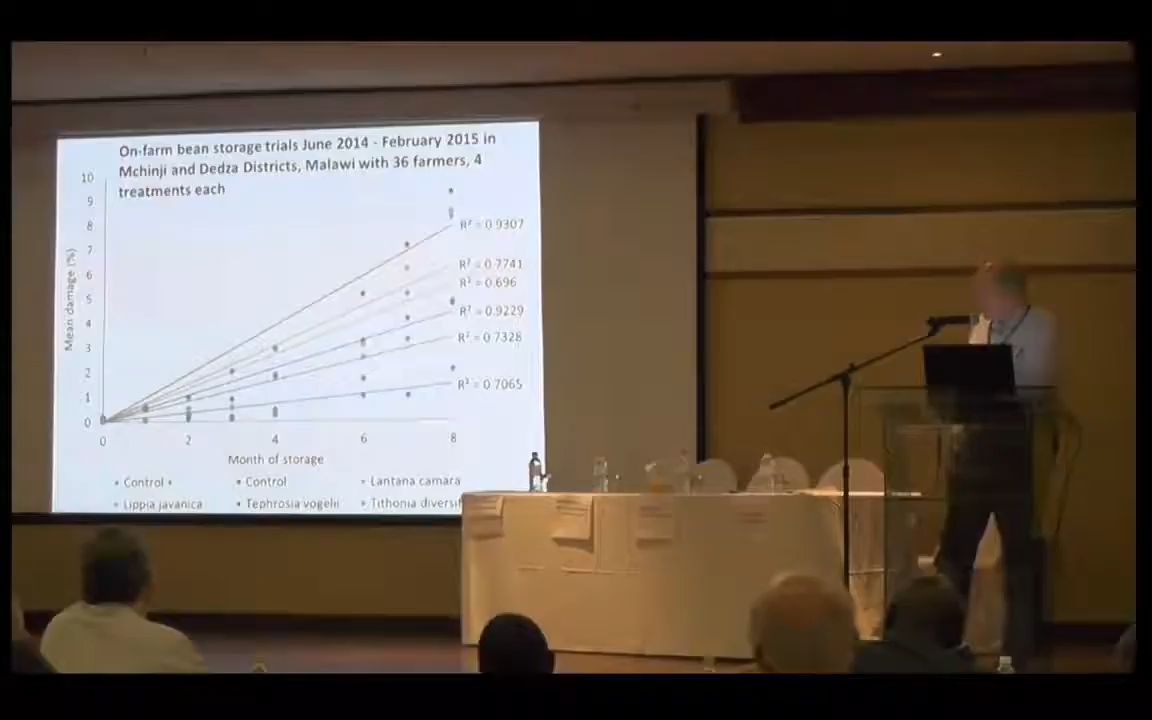 On-farm bean storage trials June 2014 - February 2015 in
Mchinji and Dedza Districts, Malawi with 36 farmers, 4
treatments each
10
9
8
7
6
5
4
3
2
1
0
Mean damage (%)
R² = 0.9307
R² = 0.7741
R² = 0.696
R² = 0.9229
R² = 0.7328
R² = 0.7065
0 2 4 6 8
Month of storage
Control + Control Lantana camara
Lippia javanica Tephrosia vogelii Tithonia diversif